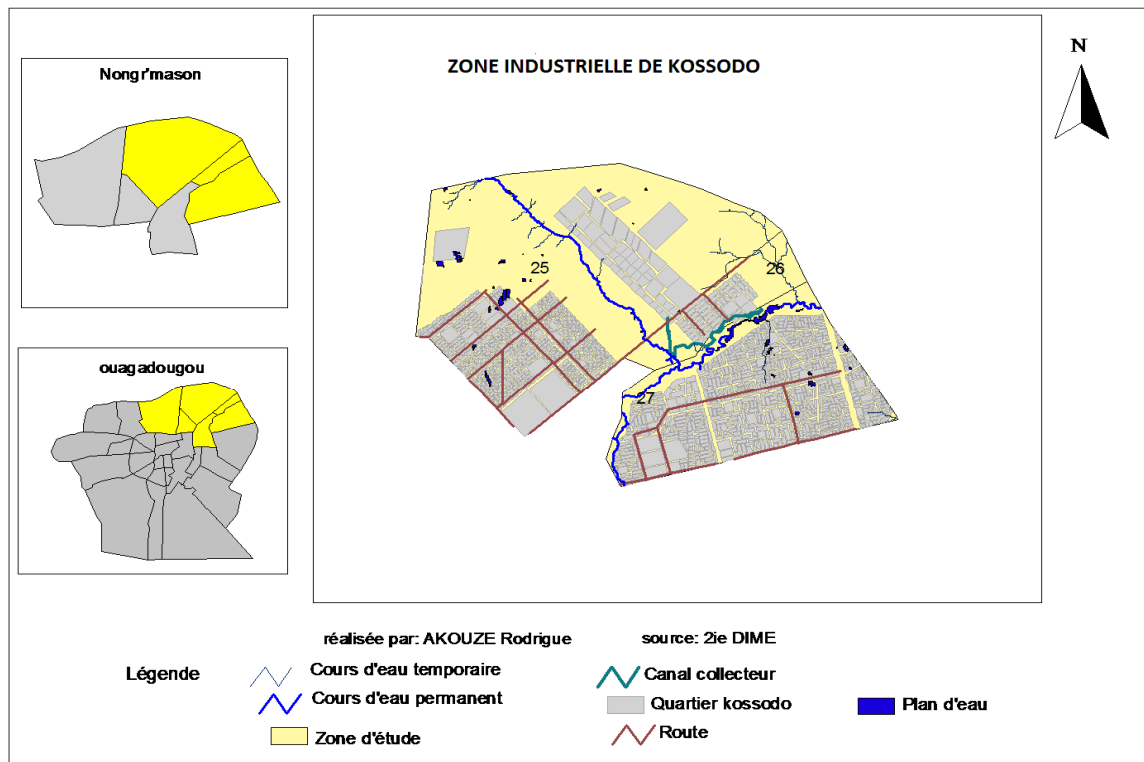 ZONE INDUSTRIELLE DE KOSSODO
N
Nongr'mason
25
26
27
ouagadougou
réalisée par: AKOUZE Rodrigue
source: 2ie DIME
Légende
Cours d'eau temporaire
Canal collecteur
Cours d'eau permanent
Quartier kossodo
Plan d'eau
Zone d'étude
Route